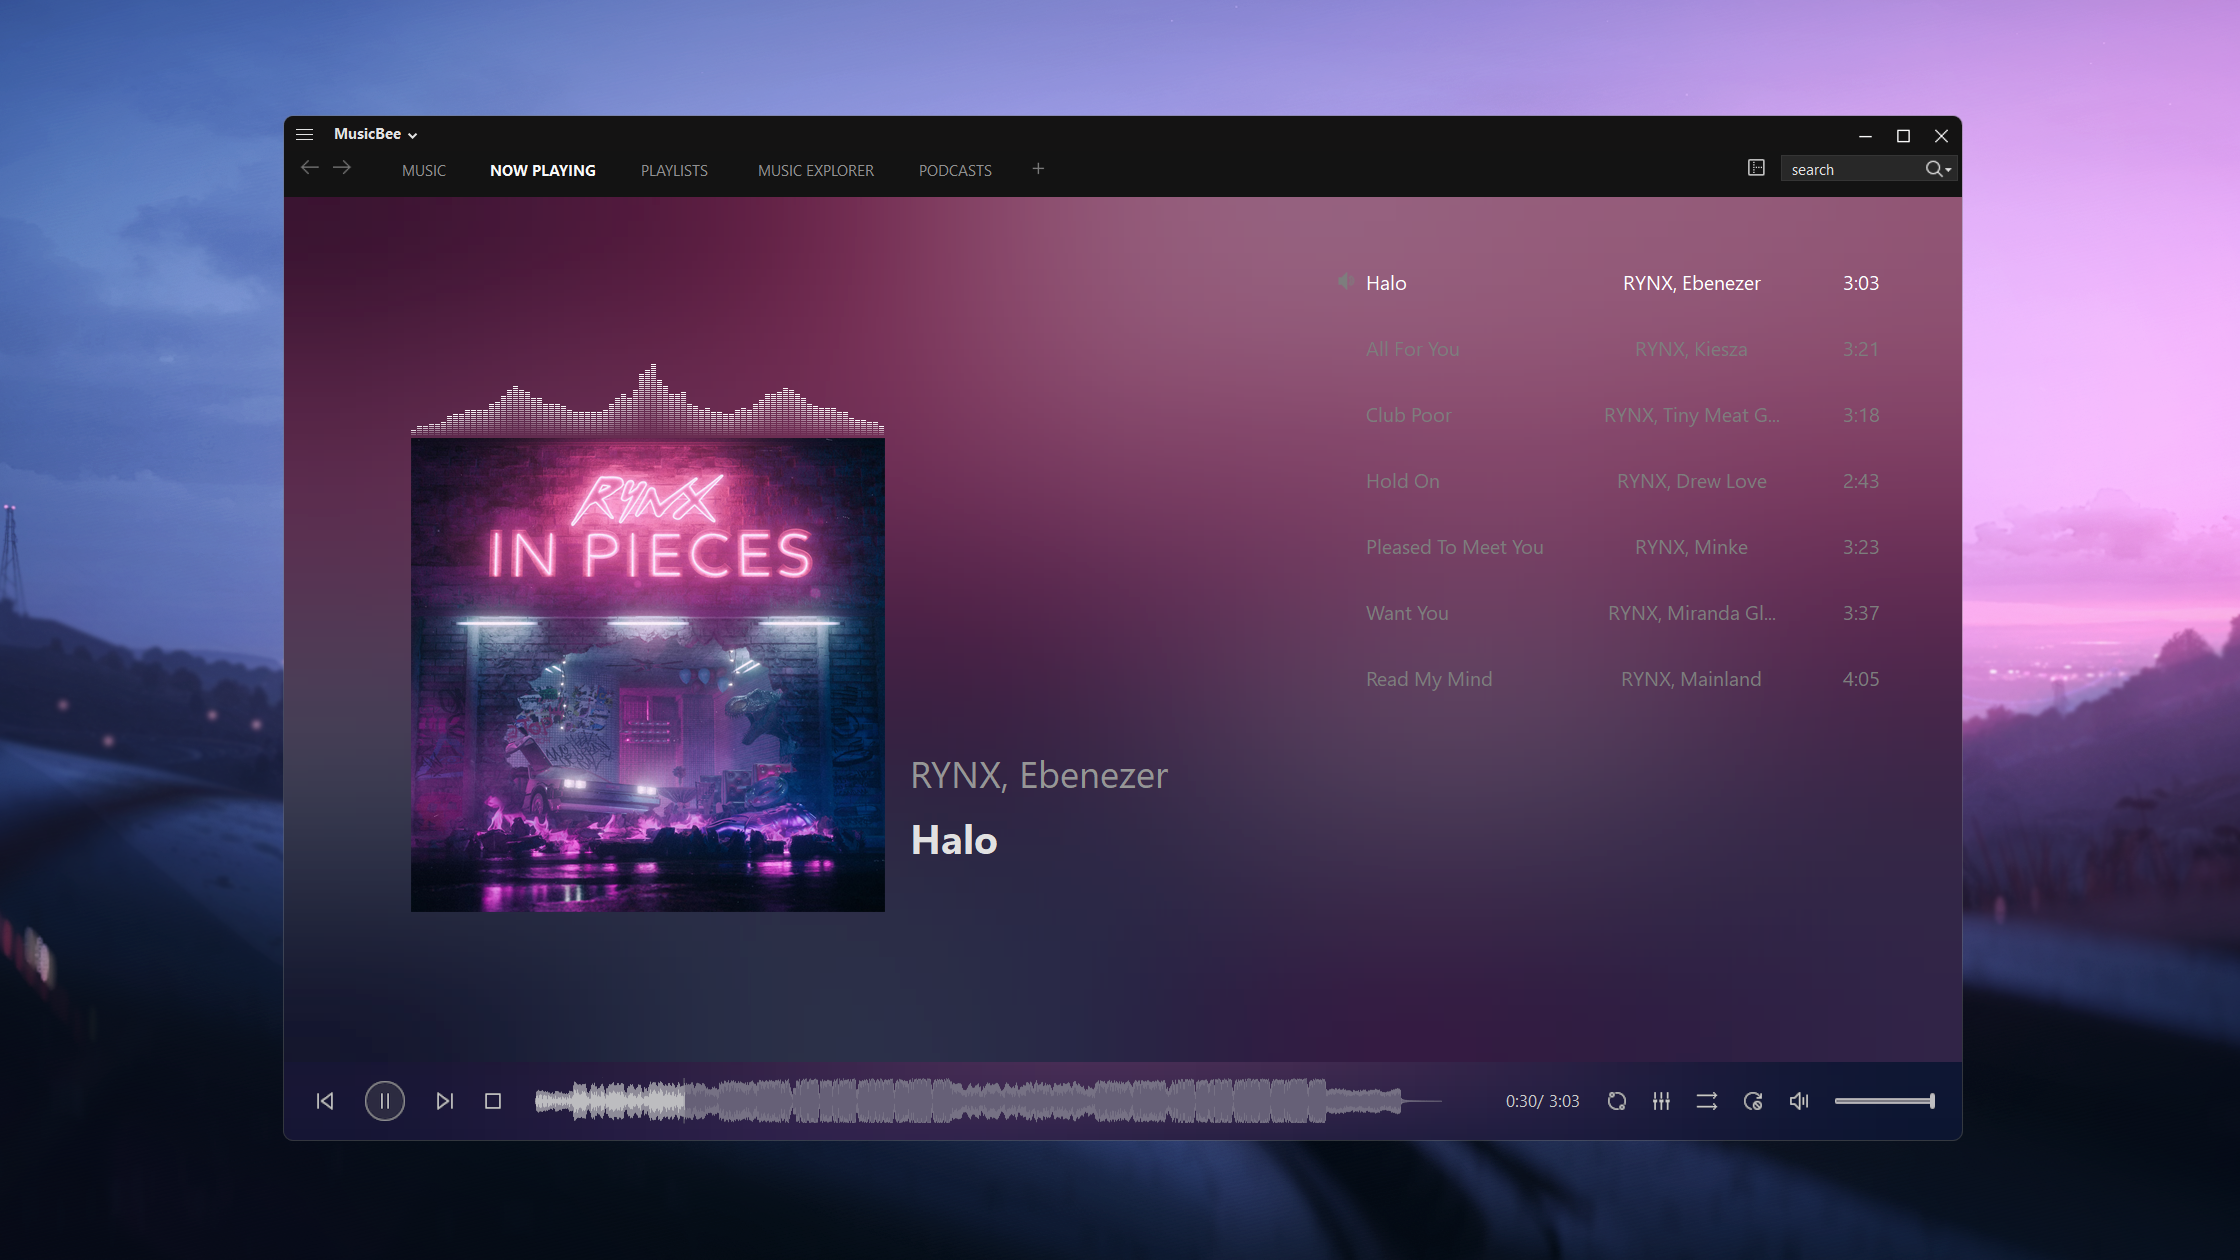 MusicBee
MUSIC NOW PLAYING PLAYLISTS MUSIC EXPLORER PODCASTS + search
Halo RYNX, Ebenezer 3:03
All For You RYNX, Kiesza 3:21
Club Poor RYNX, Tiny Meat G... 3:18
Hold On RYNX, Drew Love 2:43
Pleased To Meet You RYNX, Minke 3:23
Want You RYNX, Miranda Gl... 3:37
Read My Mind RYNX, Mainland 4:05
RYNX
IN PIECES
RYNX, Ebenezer
Halo
0:30/ 3:03